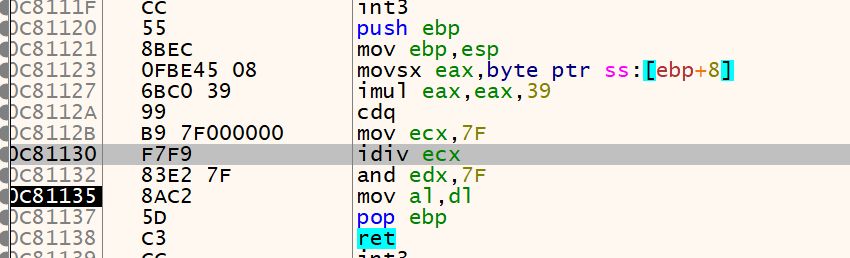 0C8111F CC int3
0C81120 55 push ebp
0C81121 8BEC mov ebp,esp
0C81123 0FBE45 08 movsx eax,byte ptr ss:[ebp+8]
0C81127 6BC0 39 imul eax,eax,39
0C8112A 99 cdq
0C8112B B9 7F000000 mov ecx,7F
0C81130 F7F9 idiv ecx
0C81132 83E2 7F and edx,7F
0C81135 8AC2 mov al,dl
0C81137 5D pop ebp
0C81138 C3 ret
0C81139 CC int3